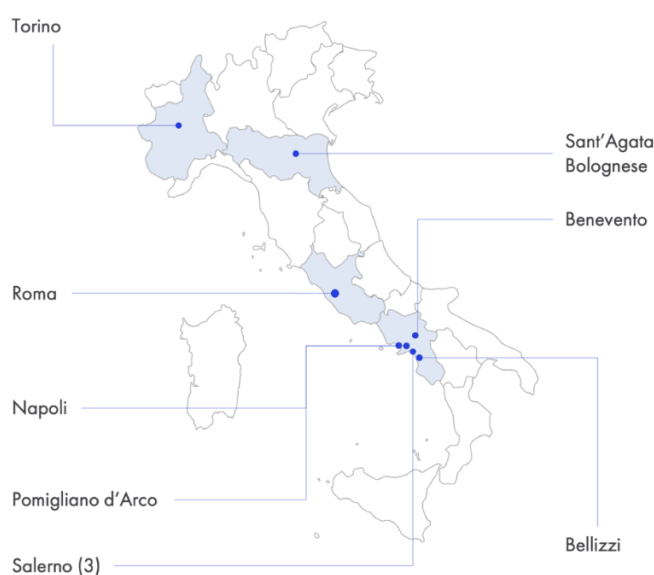 Torino
Sant'Agata
Bolognese
Benevento
Roma
Napoli
Pomigliano d'Arco
Bellizzi
Salerno (3)